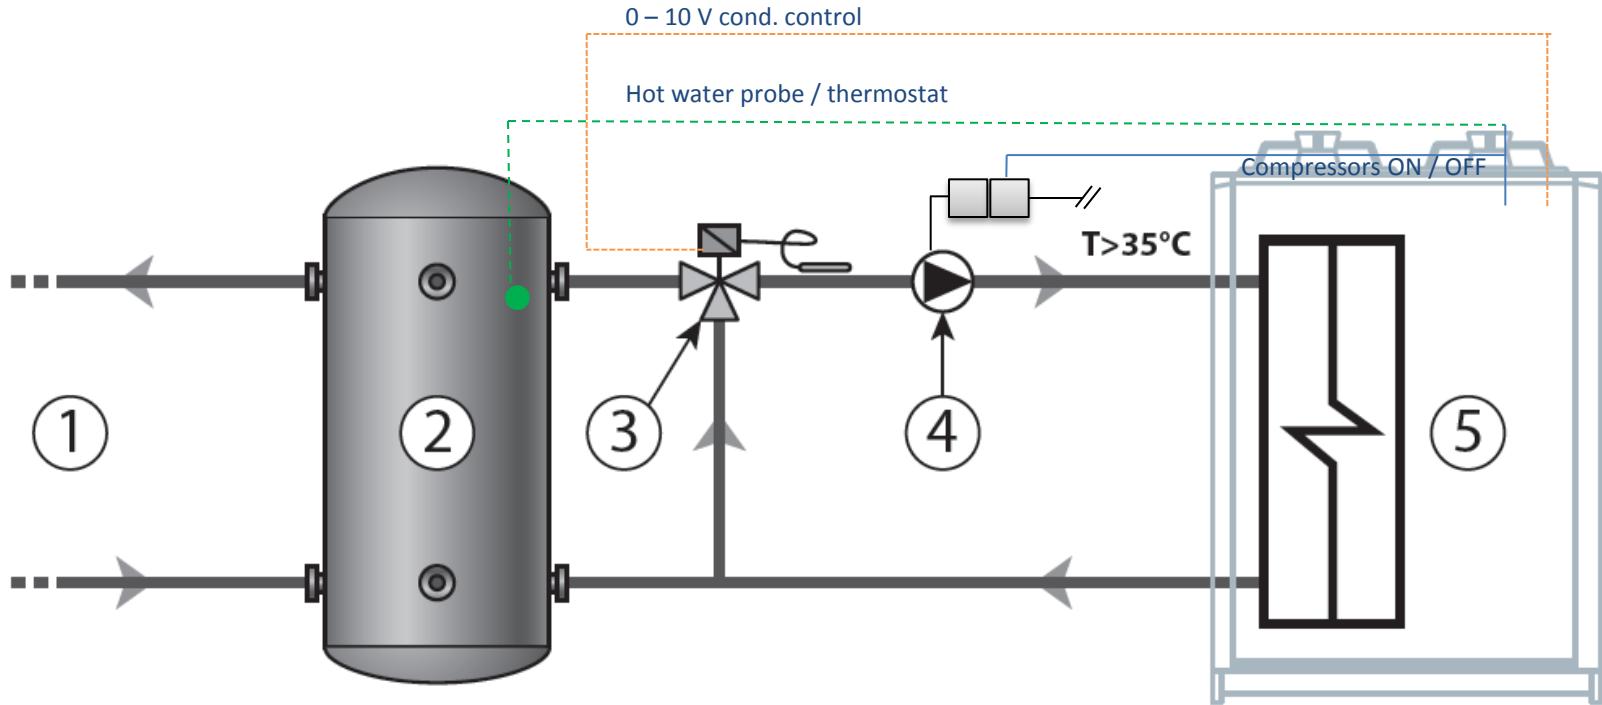 0 – 10 V cond. control
Hot water probe / thermostat
Compressors ON / OFF
T>35°C
1
2
3
4
5